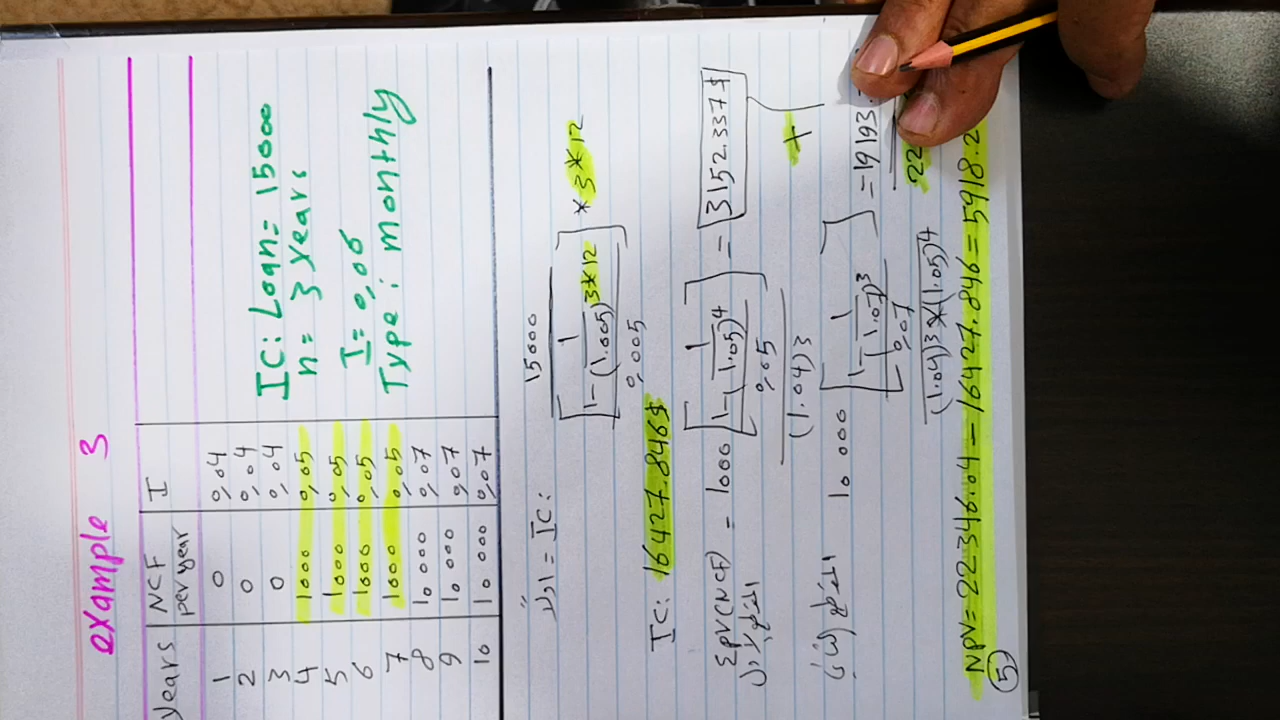 example 3
years NCF per year I
1 0 0,04
2 0 0,04
3 0 0,04
4 1000 0,05
5 1000 0,05
6 1000 0,05
7 1000 0,05
8 10 000 0,07
9 10 000 0,07
10 10 000 0,07
IC: Loan = 15000
n = 3 years
I = 0,06
Type : monthly
= IC:
15000
[1 - 1/(1.005)^3*12 / 0,005] * 3*12
IC: 16427.846$
ΣPV(NCF) = 1000 [1 - 1/(1.05)^4 / 0,05] / (1.04)3 = 3152.337$
+
10 000 [1 - 1/(1.07)^3 / 0,07] / (1.04)^3*(1.05)^4 = 19193
22
NPV = 22346.04 - 16427.846 = 5918.2
5